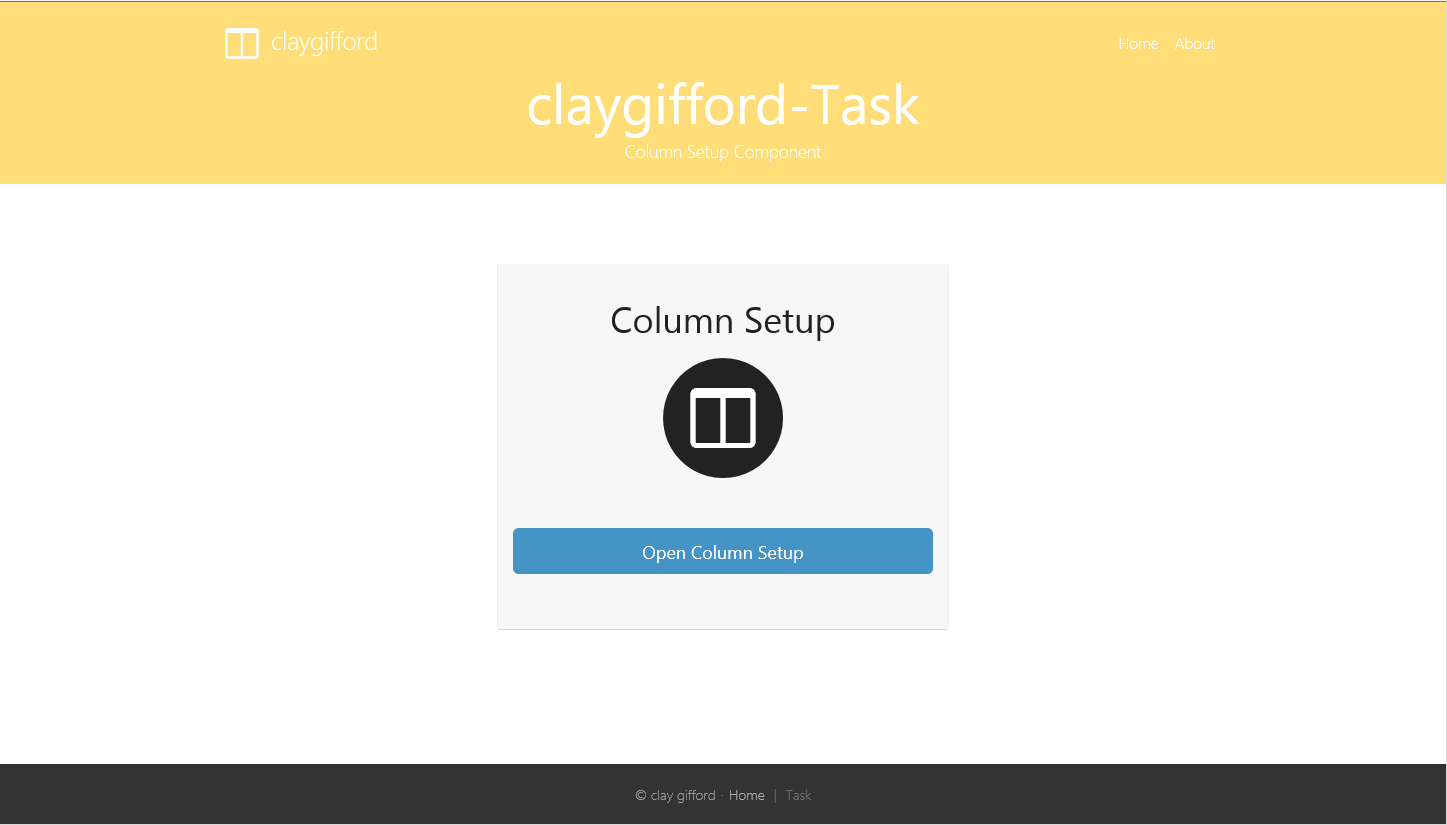 claygifford
Home About
claygifford-Task
Column Setup Component
Column Setup
Open Column Setup
© clay gifford · Home | Task